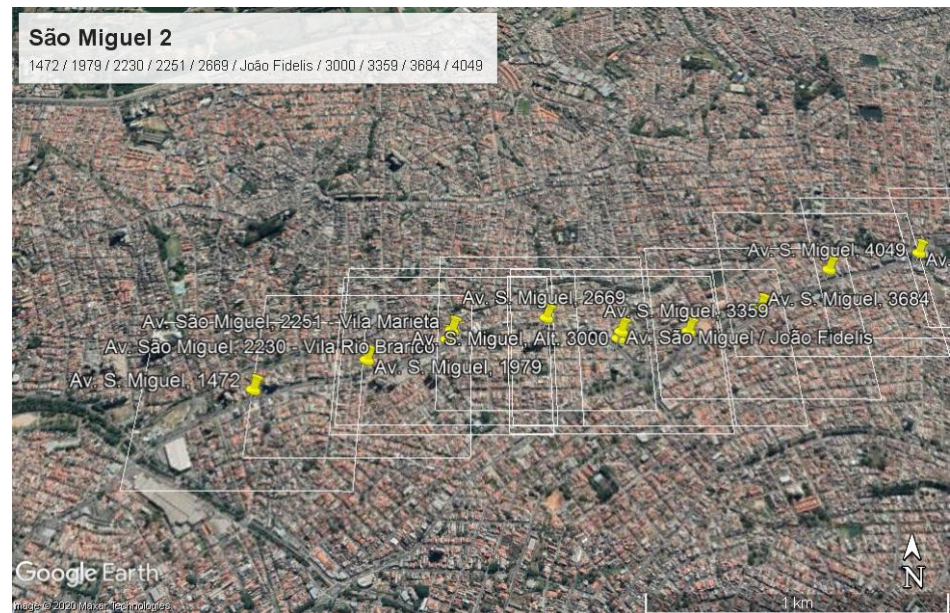 São Miguel 2
1472 / 1979 / 2230 / 2251 / 2669 / João Fidelis / 3000 / 3359 / 3684 / 4049
Av. S. Miguel, 4049
Av.
Av. S. Miguel, 2669
Av. S. Miguel, 3684
Av. S. Miguel, 3359
Av. São Miguel, 2251 - Vila Marieta
Av. S. Miguel, Alt. 3000
Av. São Miguel / João Fidelis
Av. São Miguel, 2230 - Vila Rio Branco
Av. S. Miguel, 1979
Av. S. Miguel, 1472
Google Earth
Image © 2020 Maxar Technologies
1 km
N